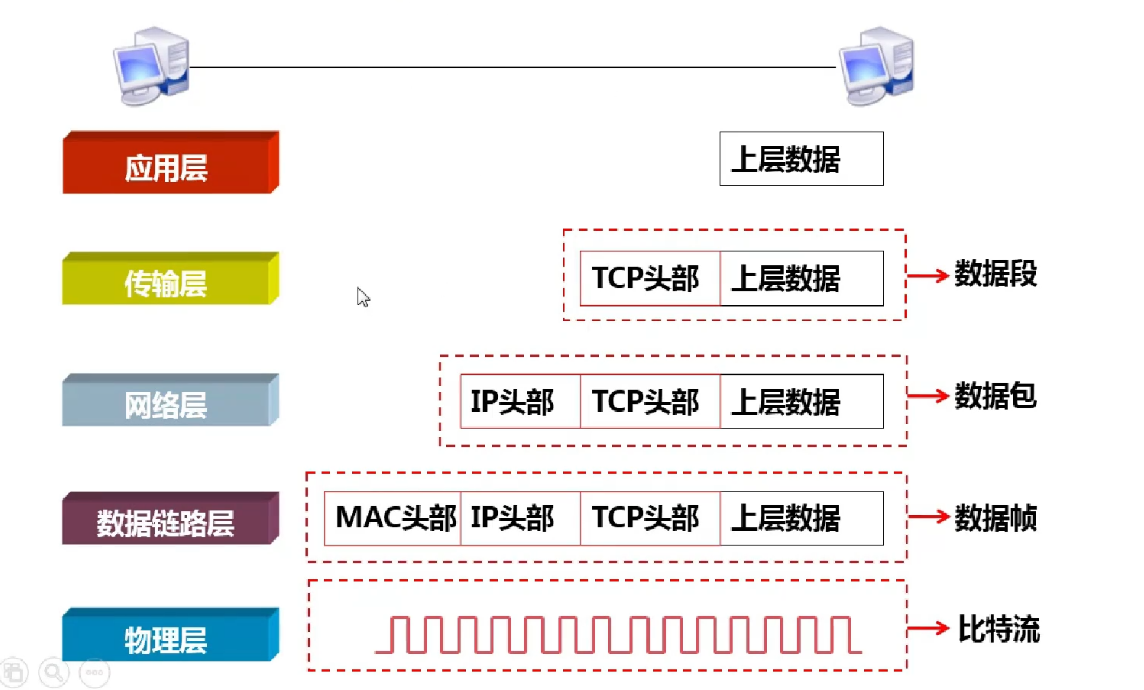 应用层
上层数据
传输层
TCP头部 上层数据
数据段
网络层
IP头部 TCP头部 上层数据
数据包
数据链路层
MAC头部 IP头部 TCP头部 上层数据
数据帧
物理层
比特流